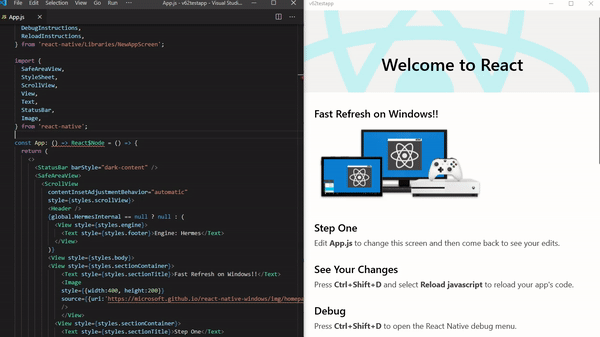 File Edit Selection View Go Run ··· App.js - v62testapp - Visual Studi...
App.js
DebugInstructions,
ReloadInstructions,
} from 'react-native/Libraries/NewAppScreen';
import {
SafeAreaView,
StyleSheet,
ScrollView,
View,
Text,
StatusBar,
Image,
} from 'react-native';
const App: () => React$Node = () => {
return (
<>
<StatusBar barStyle="dark-content" />
<SafeAreaView>
<ScrollView
contentInsetAdjustmentBehavior="automatic"
style={styles.scrollView}>
<Header />
{global.HermesInternal == null ? null : (
<View style={styles.engine}>
<Text style={styles.footer}>Engine: Hermes</Text>
</View>
)}
<View style={styles.body}>
<View style={styles.sectionContainer}>
<Text style={styles.sectionTitle}>Fast Refresh on Windows!!</Text>
<Image
style={{width:400, height:200}}
source={{uri:'https://microsoft.github.io/react-native-windows/img/homepa
/>
</View>
<View style={styles.sectionContainer}>
<Text style={styles.sectionTitle}>Step One</Text>
v62testapp
Welcome to React
Fast Refresh on Windows!!
Step One
Edit App.js to change this screen and then come back to see your edits.
See Your Changes
Press Ctrl+Shift+D and select Reload javascript to reload your app's code.
Debug
Press Ctrl+Shift+D to open the React Native debug menu.